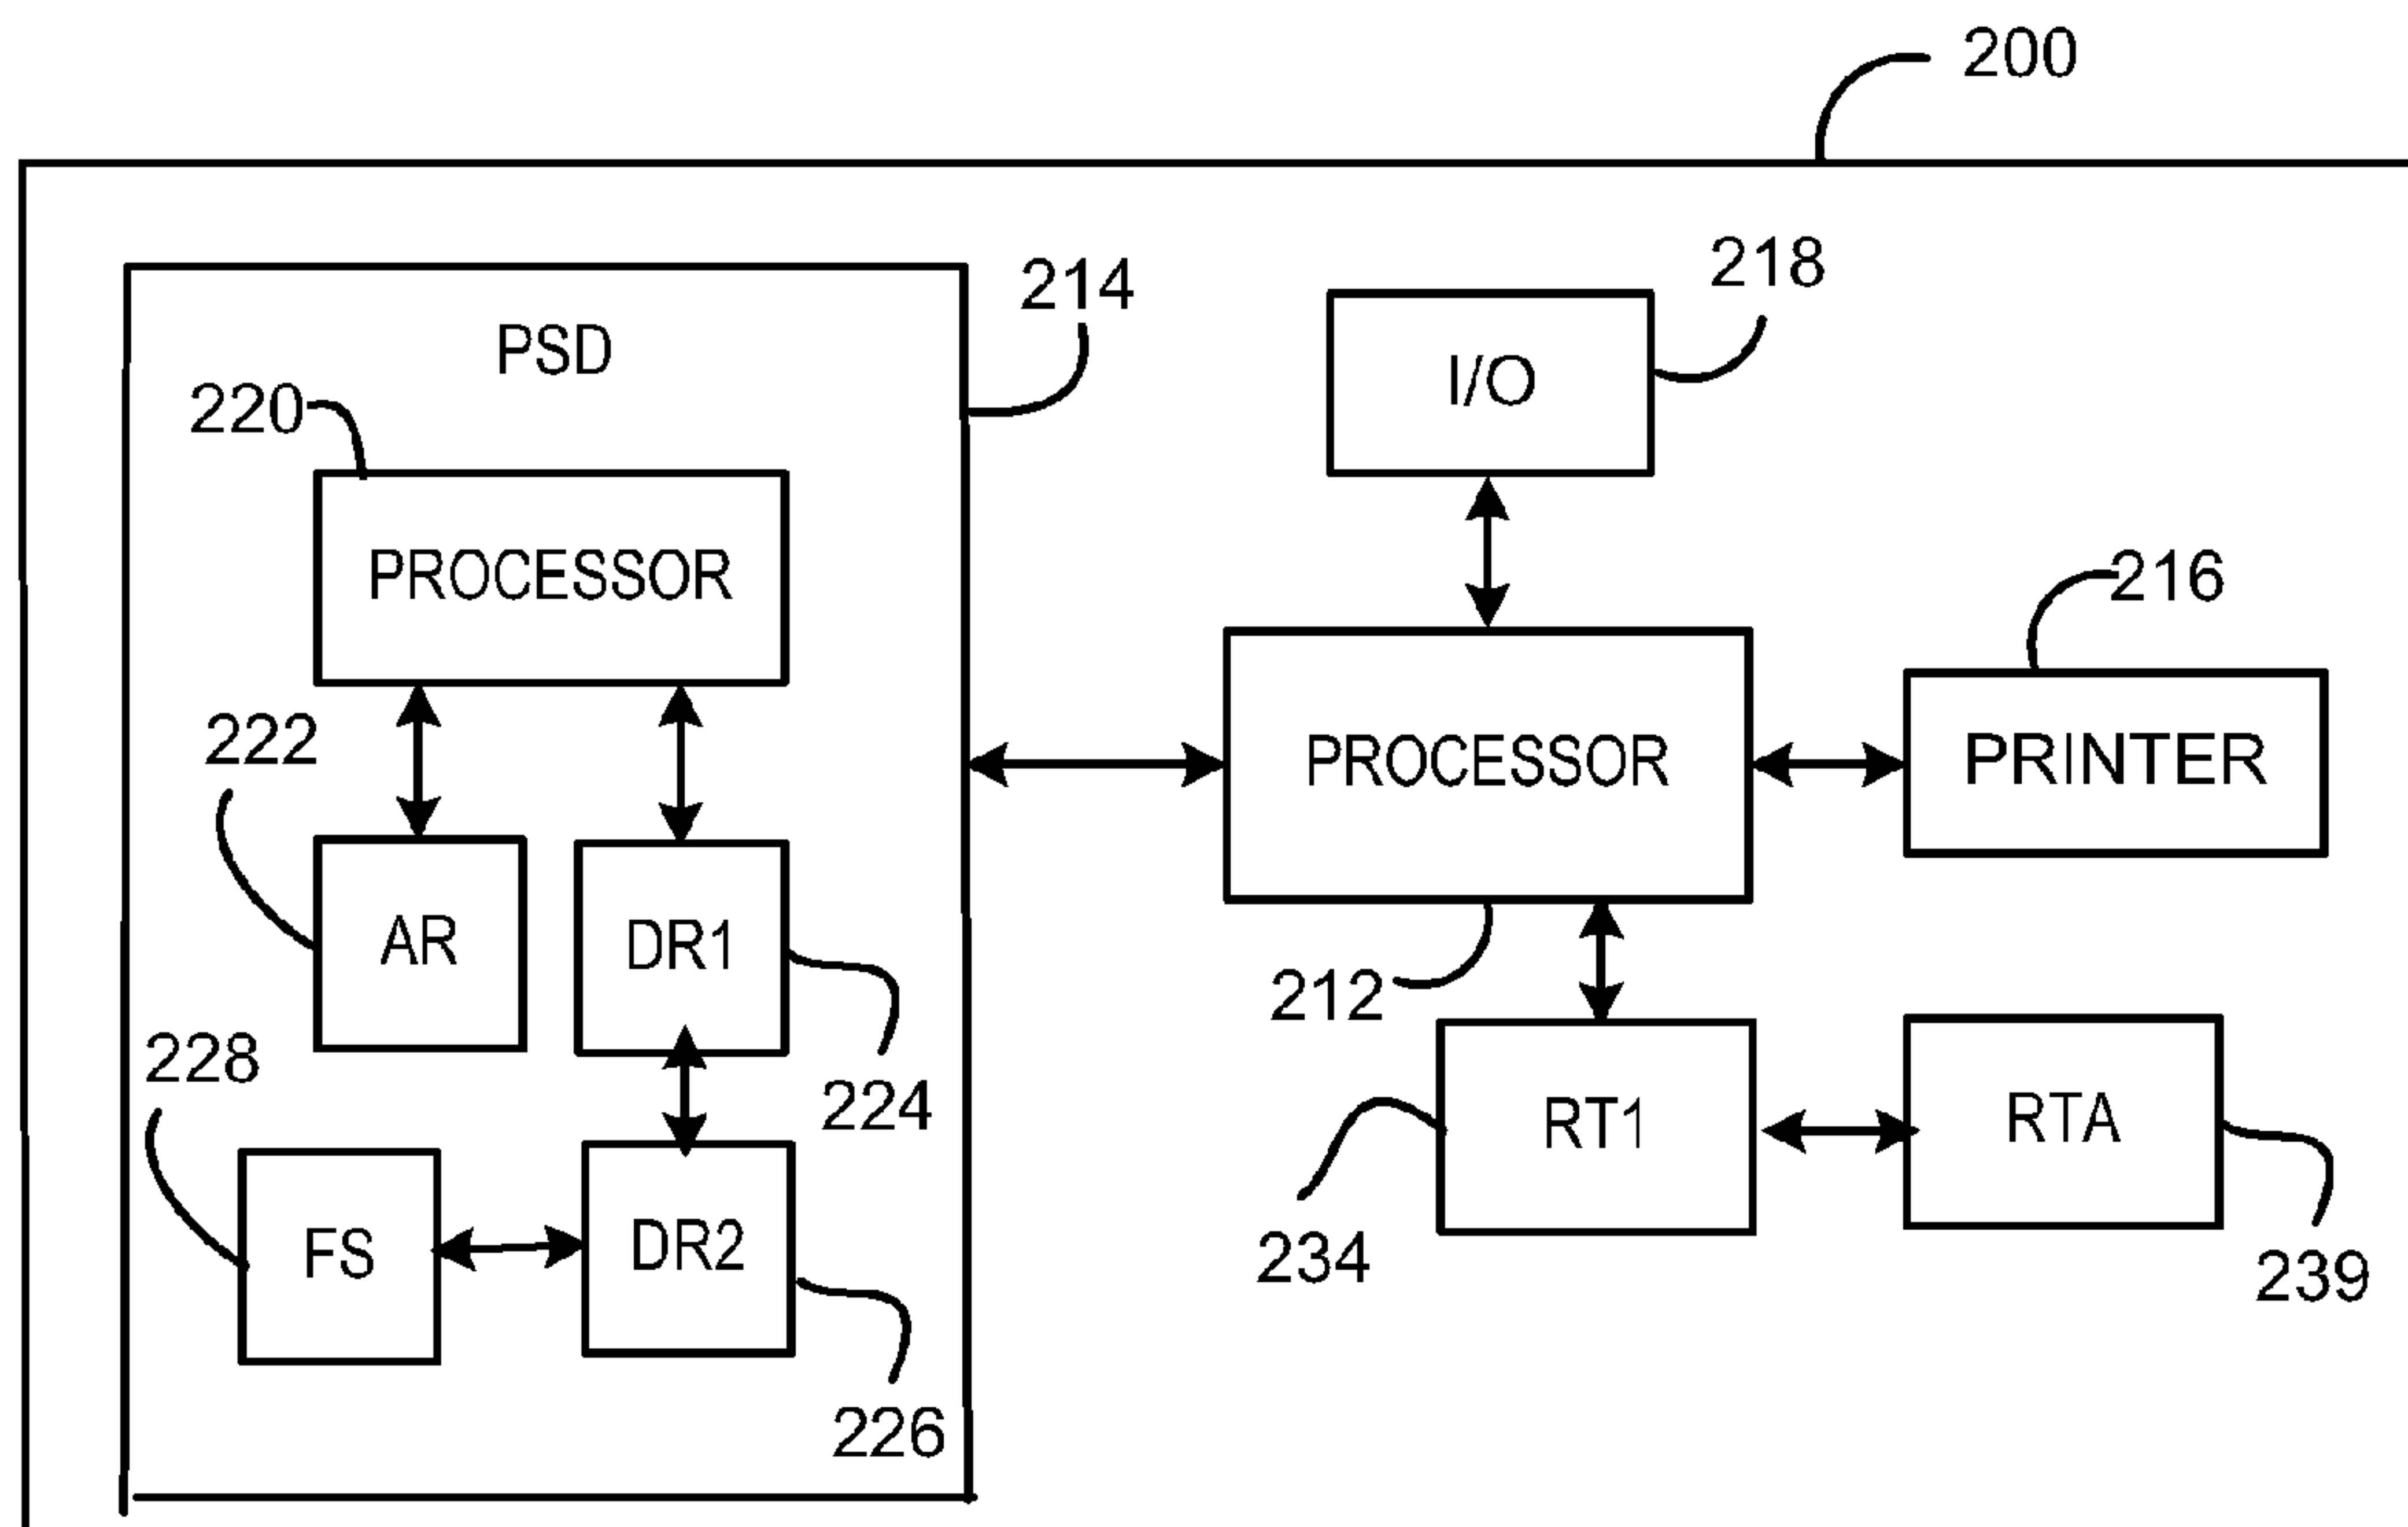 200
214
218
PSD
I/O
220
216
PROCESSOR
222
PROCESSOR
PRINTER
AR
DR1
212
228
224
RT1
RTA
FS
DR2
234
239
226